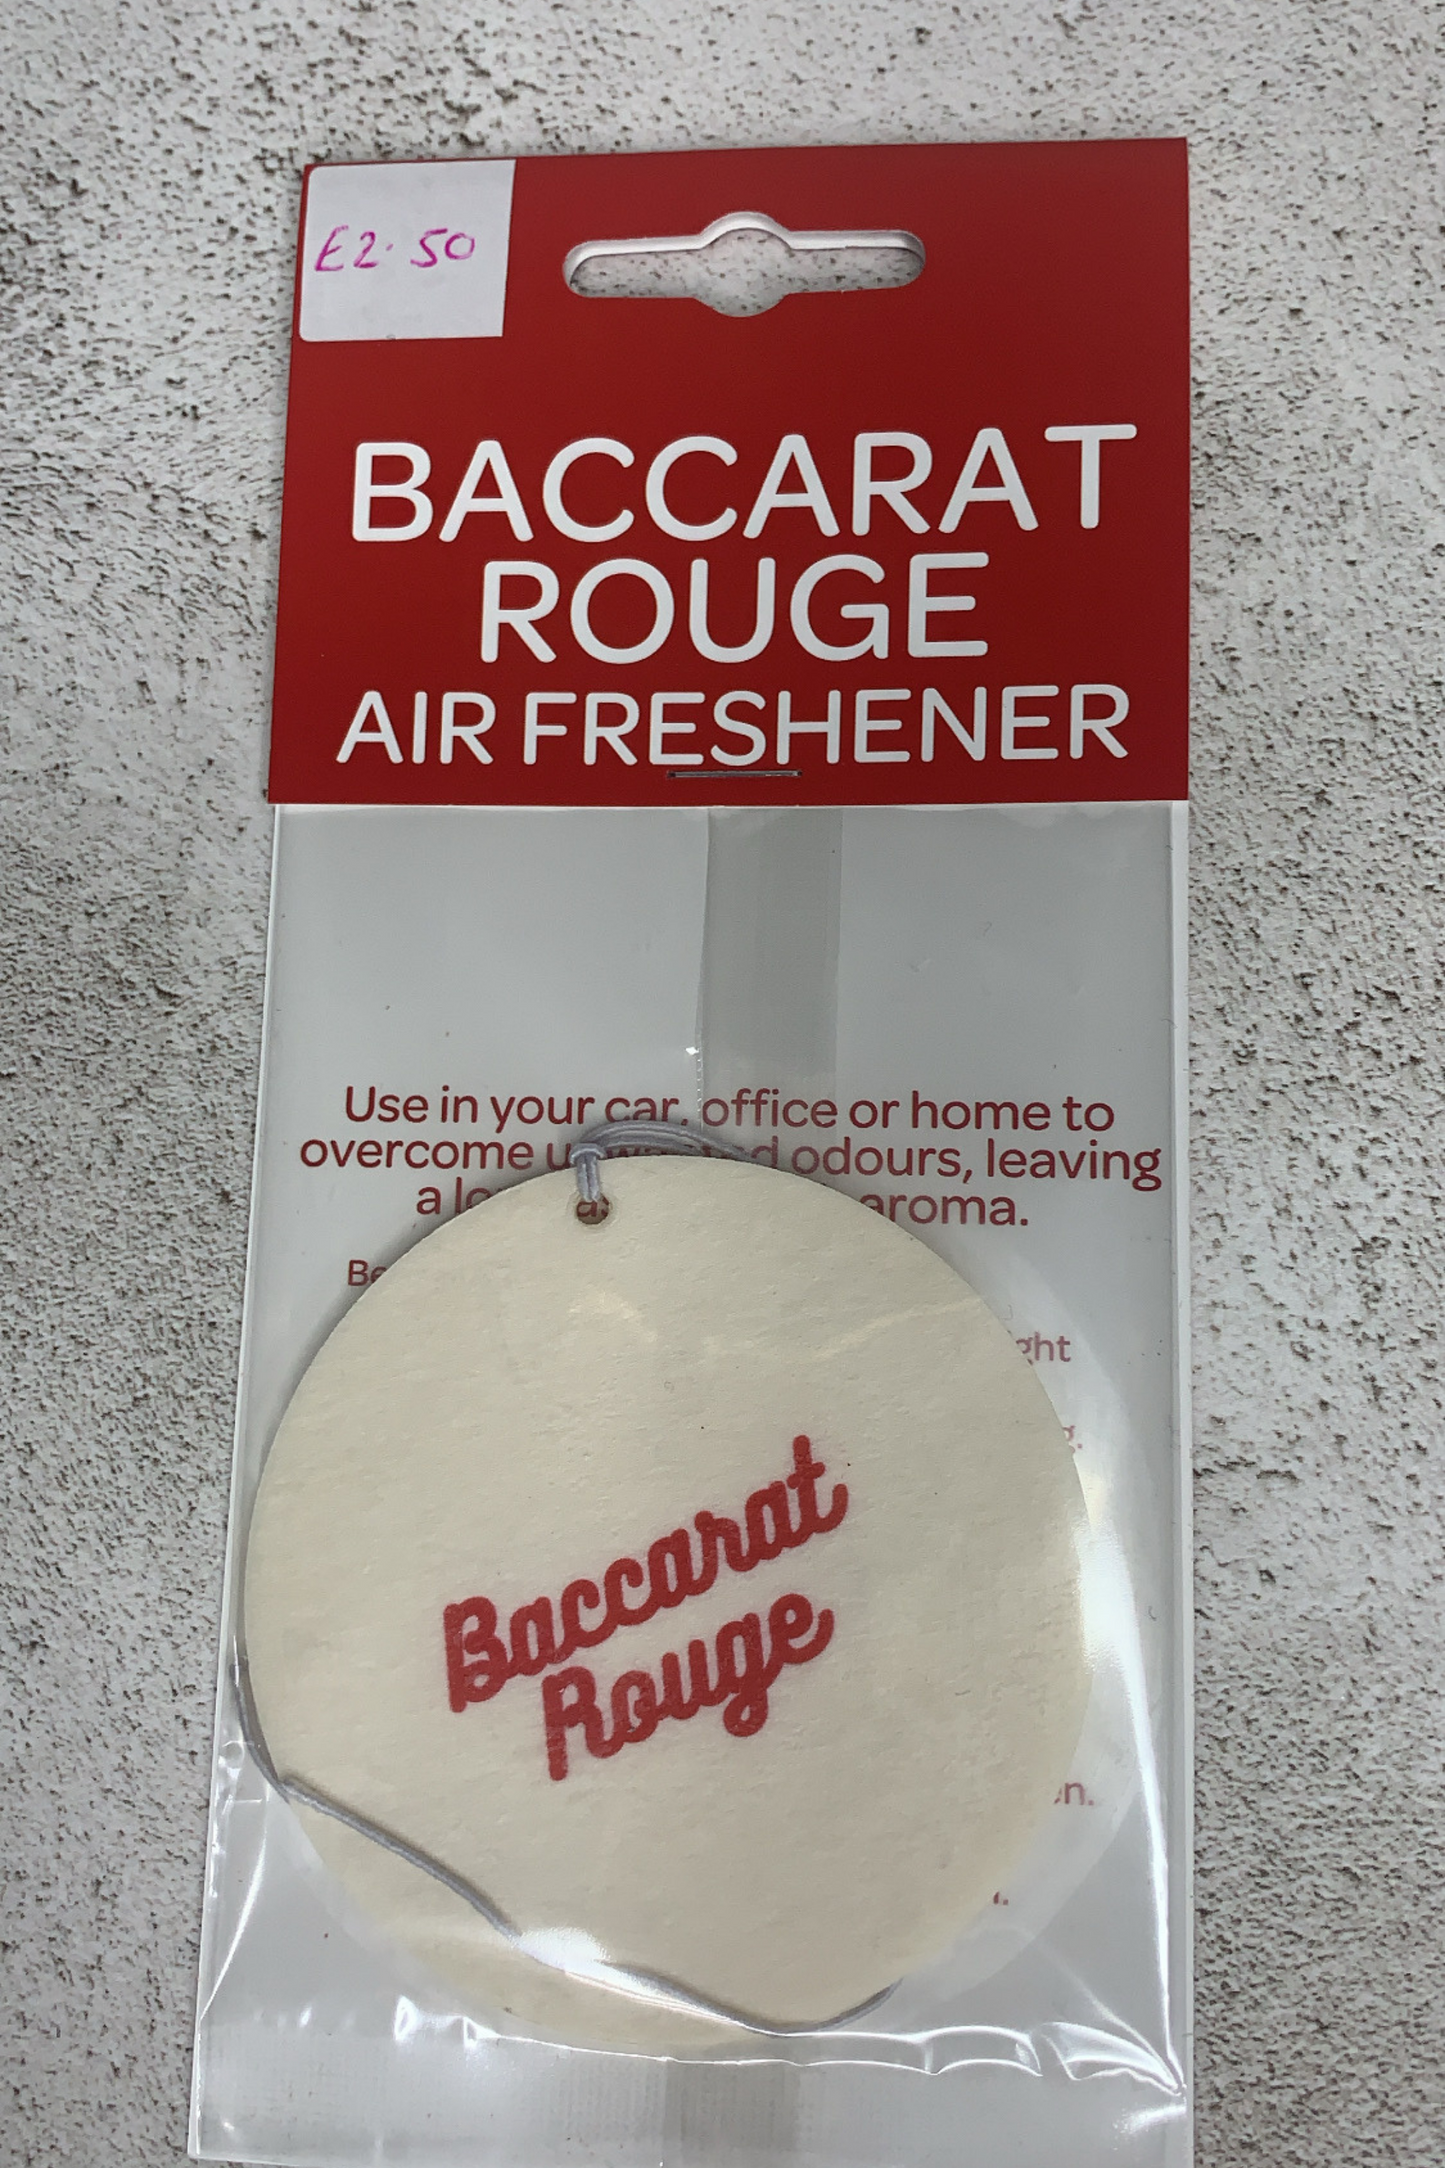 £2.50
BACCARAT
ROUGE
AIR FRESHENER
Use in your car, office or home to
overcome odours, leaving
a aroma.
Baccarat
Rouge